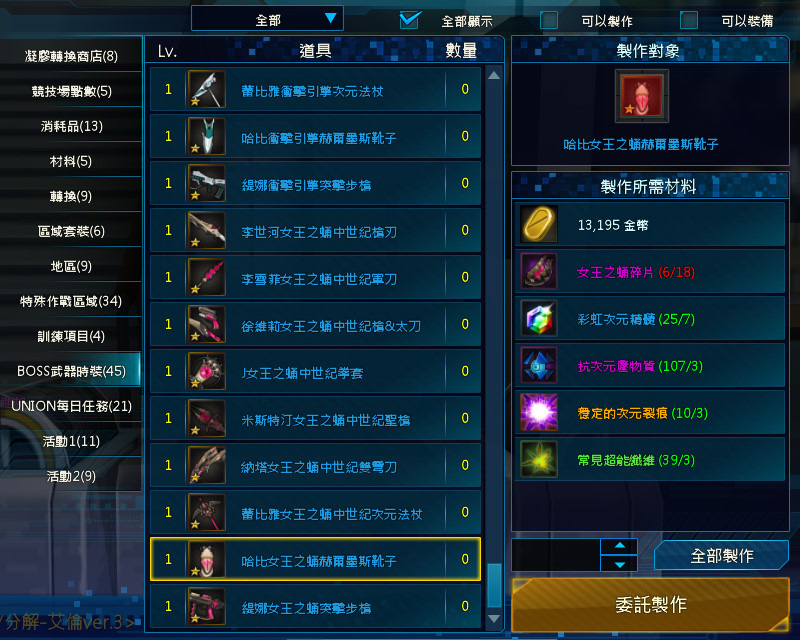 全部
全部顯示
可以製作
可以裝備
凝膠轉換商店(8)
競技場點數(5)
消耗品(13)
材料(5)
轉換(9)
區域套裝(6)
地區(9)
特殊作戰區域(34)
訓練項目(4)
BOSS武器時裝(45)
UNION每日任務(21)
活動1(11)
活動2(9)
Lv. 道具 數量
1 蕾比雅衝擊引擎次元法杖 0
1 哈比衝擊引擎赫爾墨斯靴子 0
1 緹娜衝擊引擎突擊步槍 0
1 李世河女王之蛹中世紀槍刃 0
1 李雪菲女王之蛹中世紀軍刀 0
1 徐維莉女王之蛹中世紀槍&太刀 0
1 J女王之蛹中世紀拳套 0
1 米斯特汀女王之蛹中世紀聖槍 0
1 納塔女王之蛹中世紀雙彎刀 0
1 蕾比雅女王之蛹中世紀次元法杖 0
1 哈比女王之蛹赫爾墨斯靴子 0
1 緹娜女王之蛹突擊步槍 0
製作對象
哈比女王之蛹赫爾墨斯靴子
製作所需材料
13,195 金幣
女王之蛹碎片 (6/18)
彩虹次元精髓 (25/7)
抗次元塵物質 (107/3)
穩定的次元裂痕 (10/3)
常見超能纖維 (39/3)
全部製作
委託製作
/分解-艾倫ver.3>